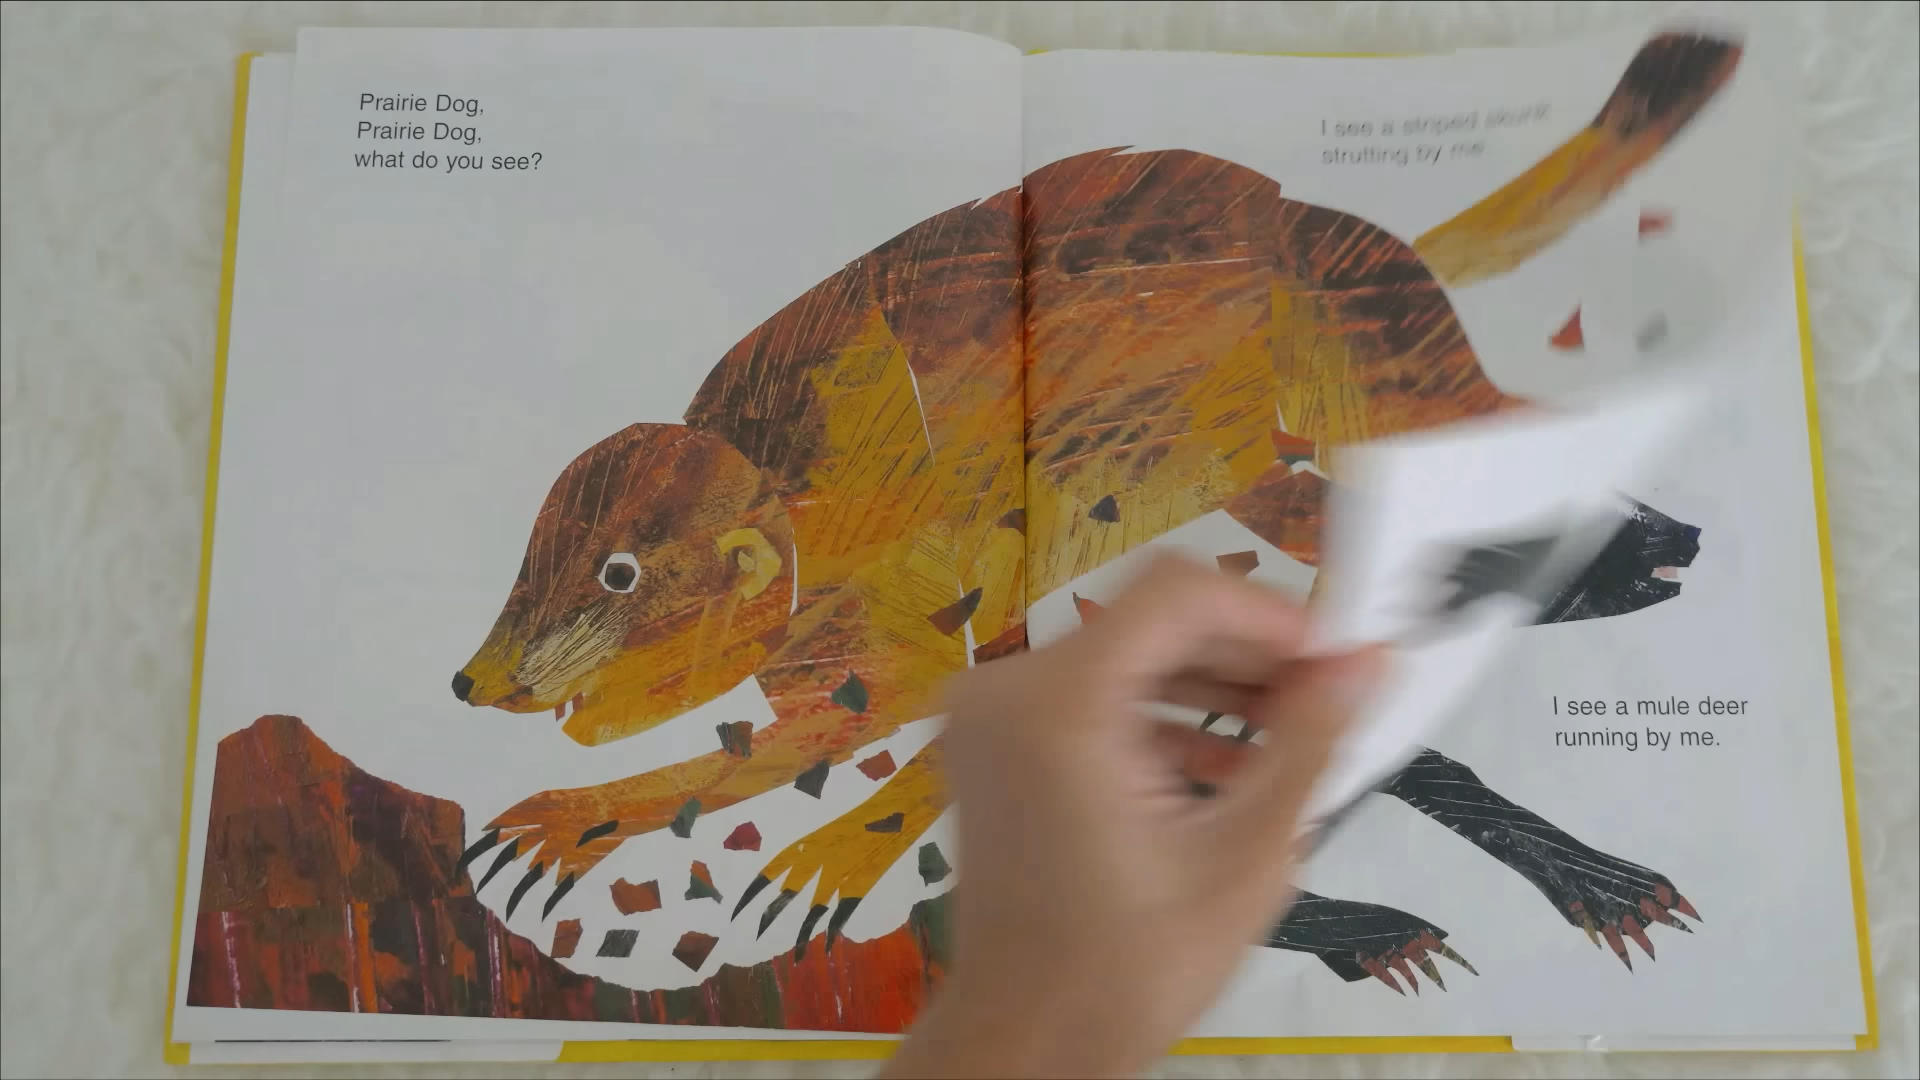 Prairie Dog,
Prairie Dog,
what do you see?
I see a striped skunk
strutting by me.
I see a mule deer
running by me.